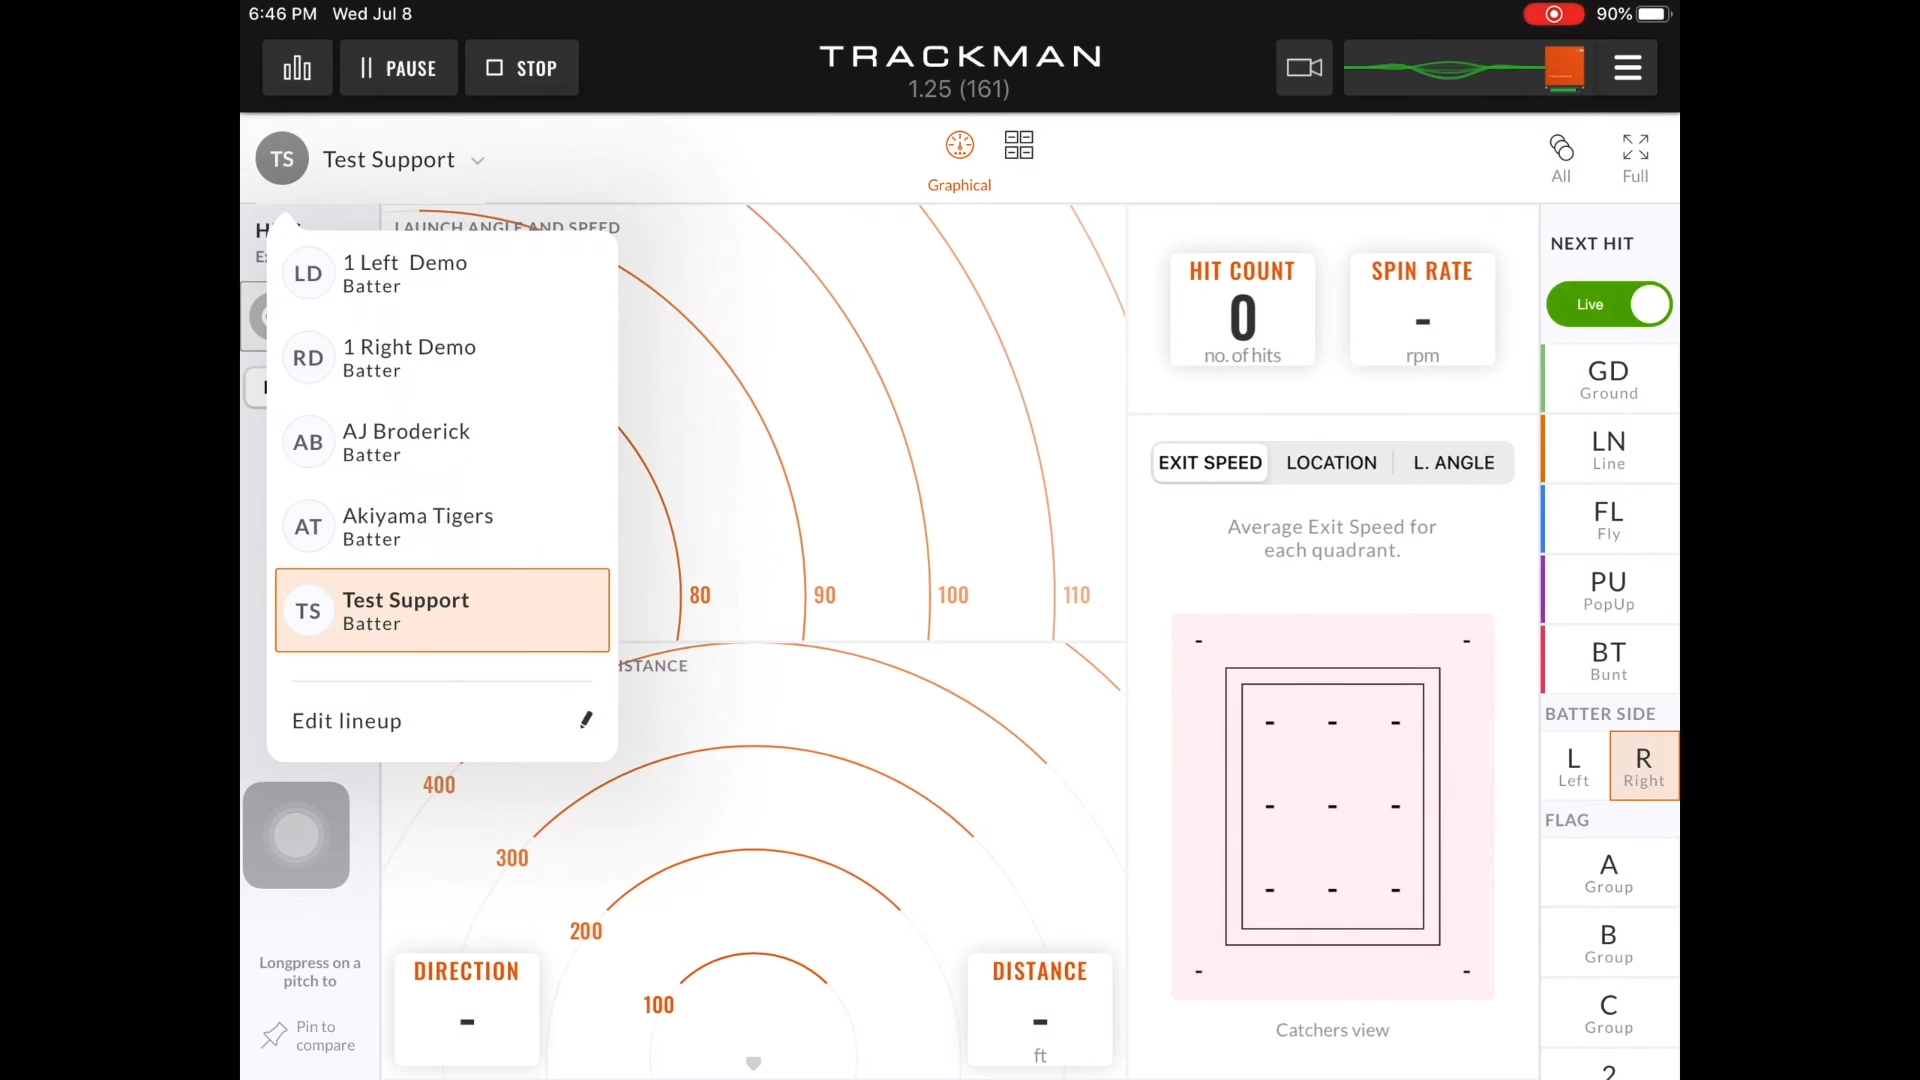 6:46 PM Wed Jul 8
90%
PAUSE
STOP
TRACKMAN
1.25 (161)
TS
Test Support
Graphical
All
Full
LAUNCH ANGLE AND SPEED
LD
1 Left Demo
Batter
RD
1 Right Demo
Batter
AB
AJ Broderick
Batter
AT
Akiyama Tigers
Batter
TS
Test Support
Batter
Edit lineup
80
90
100
110
ISTANCE
400
300
200
100
DIRECTION
-
DISTANCE
-
ft
Longpress on a
pitch to
Pin to
compare
HIT COUNT
0
no. of hits
SPIN RATE
-
rpm
EXIT SPEED
LOCATION
L. ANGLE
Average Exit Speed for
each quadrant.
- -
- - -
- - -
- - -
- -
Catchers view
NEXT HIT
Live
GD
Ground
LN
Line
FL
Fly
PU
PopUp
BT
Bunt
BATTER SIDE
L
Left
R
Right
FLAG
A
Group
B
Group
C
Group
2